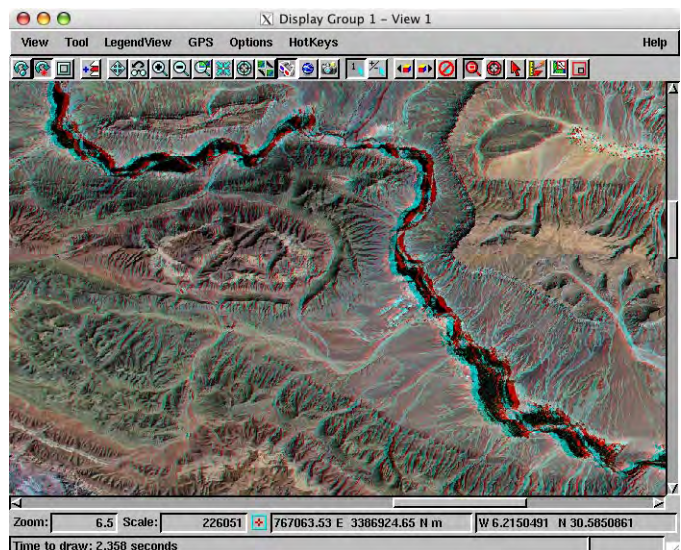 Display Group 1 - View 1
View Tool LegendView GPS Options HotKeys Help
1
Zoom: 6.5 Scale: 226051 767063.53 E 3386924.65 N m W 6.2150491 N 30.5850861
Time to draw: 2.358 seconds